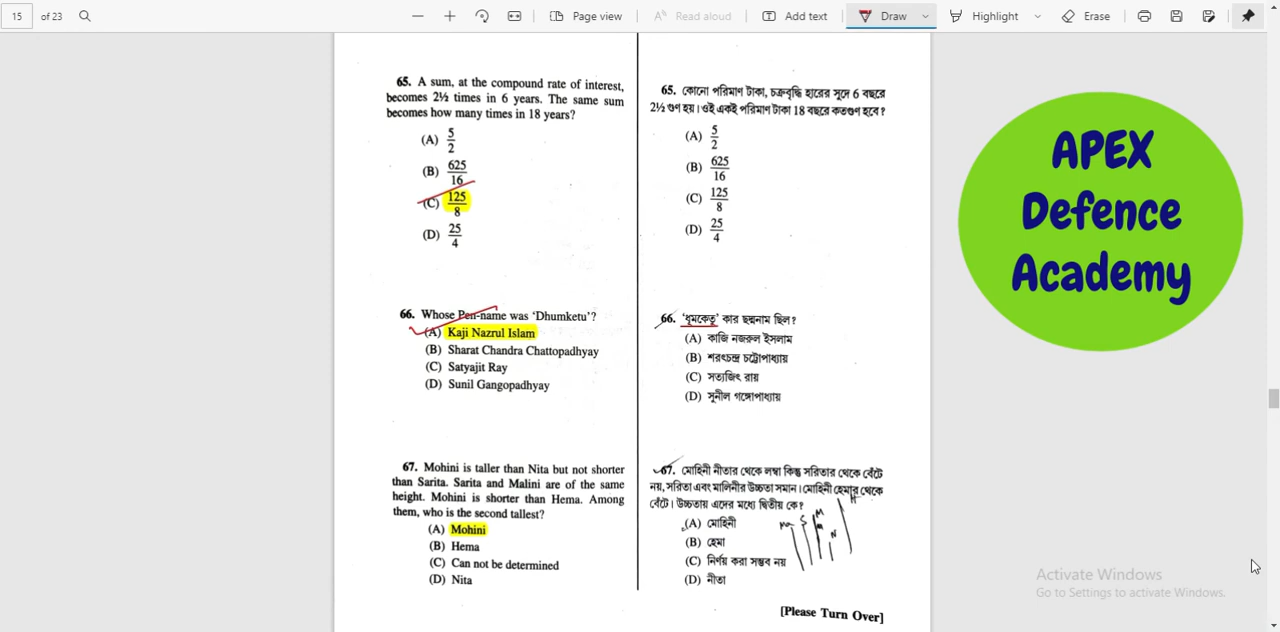 15 of 23 Page view Read aloud Add text Draw Highlight Erase
65. A sum, at the compound rate of interest,
becomes 2½ times in 6 years. The same sum
becomes how many times in 18 years?
(A) 5/2
(B) 625/16
(C) 125/8
(D) 25/4
66. Whose Pen-name was ‘Dhumketu’?
(A) Kaji Nazrul Islam
(B) Sharat Chandra Chattopadhyay
(C) Satyajit Ray
(D) Sunil Gangopadhyay
67. Mohini is taller than Nita but not shorter
than Sarita. Sarita and Malini are of the same
height. Mohini is shorter than Hema. Among
them, who is the second tallest?
(A) Mohini
(B) Hema
(C) Can not be determined
(D) Nita
65. কোনো পরিমাণ টাকা, চক্রবৃদ্ধি হারের সুদে 6 বছরে
2½ গুণ হয়। ওই একই পরিমাণ টাকা 18 বছরে কতগুণ হবে?
(A) 5/2
(B) 625/16
(C) 125/8
(D) 25/4
66. ‘ধূমকেতু’ কার ছদ্মনাম ছিল?
(A) কাজি নজরুল ইসলাম
(B) শরৎচন্দ্র চট্টোপাধ্যায়
(C) সত্যজিৎ রায়
(D) সুনীল গঙ্গোপাধ্যায়
67. মোহিনী নীতার থেকে লম্বা কিন্তু সরিতার থেকে বেঁটে
নয়, সরিতা এবং মালিনীর উচ্চতা সমান। মোহিনী হেমার থেকে
বেঁটে। উচ্চতায় এদের মধ্যে দ্বিতীয় কে?
(A) মোহিনী
(B) হেমা
(C) নির্ণয় করা সম্ভব নয়
(D) নীতা
S M N H
[Please Turn Over]
APEX
Defence
Academy
Activate Windows
Go to Settings to activate Windows.